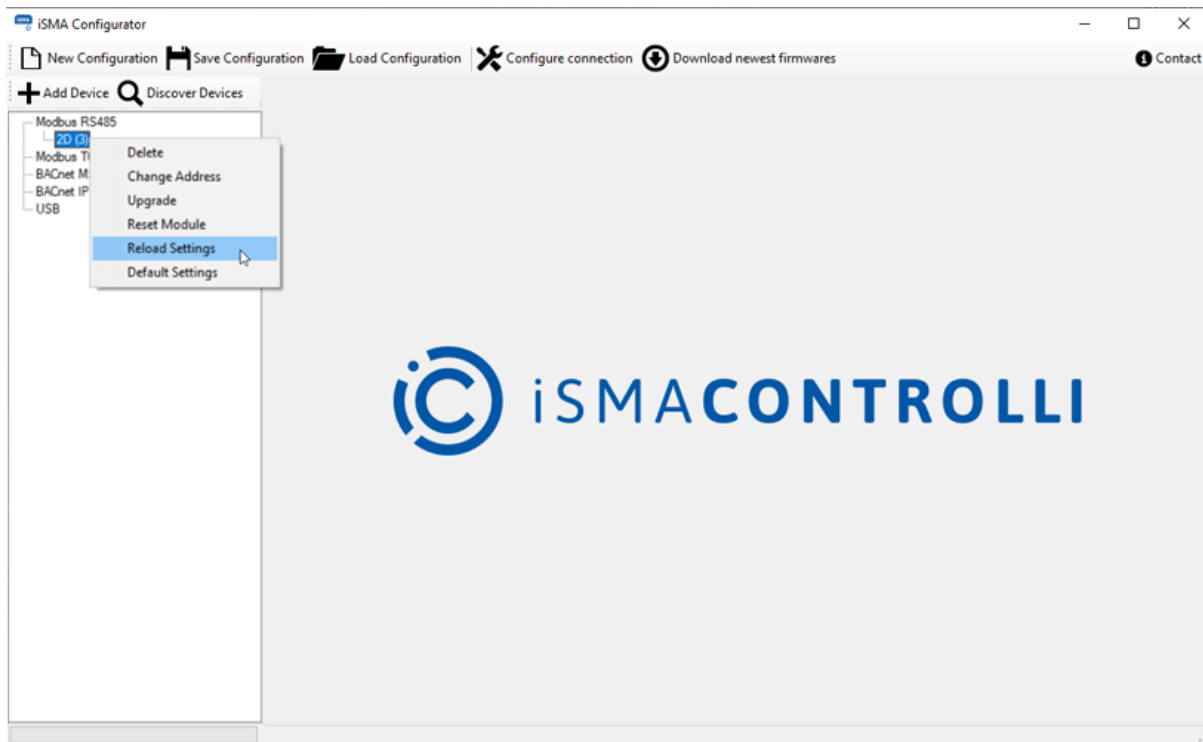 iSMA Configurator
New Configuration Save Configuration Load Configuration Configure connection Download newest firmwares Contact
Add Device Discover Devices
Modbus RS485
2D (3)
Modbus T
BACnet M
BACnet IP
USB
Delete
Change Address
Upgrade
Reset Module
Reload Settings
Default Settings
iSMACONTROLLI